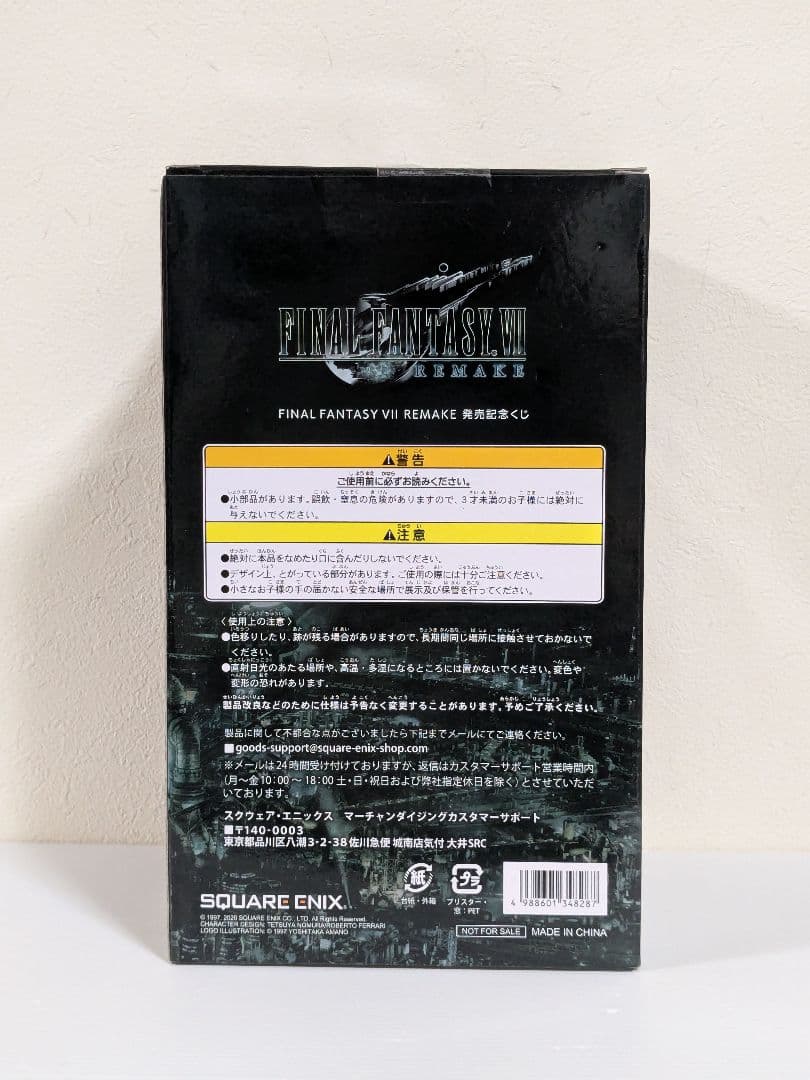 FINAL FANTASY VII
REMAKE
FINAL FANTASY VII REMAKE 発売記念くじ
⚠警告
ご使用前に必ずお読みください。
●小部品があります。誤飲・窒息の危険がありますので、3才未満のお子様には絶対に
与えないでください。
⚠注意
●絶対に本品をなめたり口に含んだりしないでください。
●デザイン上、とがっている部分があります。ご使用の際には十分ご注意ください。
●小さなお子様の手の届かない安全な場所で展示及び保管を行ってください。
〈使用上の注意〉
●色移りしたり、跡が残る場合がありますので、長期間同じ場所に接触させておかないで
ください。
●直射日光のあたる場所や、高温・多湿になるところには置かないでください。変色や
変形の恐れがあります。
製品改良などのために仕様は予告なく変更することがあります。予めご了承ください。
製品に関して不都合な点がございましたら下記までメールにてご連絡ください。
■goods-support@square-enix-shop.com
※メールは24時間受け付けておりますが、返信はカスタマーサポート営業時間内
(月〜金10:00〜18:00 土・日・祝日および弊社指定休日を除く)とさせていただ
いております。
スクウェア・エニックス マーチャンダイジングカスタマーサポート
■〒140-0003
東京都品川区八潮3-2-38 佐川急便 城南店気付 大井SRC
紙
台紙・外箱
プラ
ブリスター・
窓:PET
4 988601 348287
SQUARE ENIX
© 1997, 2020 SQUARE ENIX CO., LTD. All Rights Reserved.
CHARACTER DESIGN: TETSUYA NOMURA/ROBERTO FERRARI
LOGO ILLUSTRATION: © 1997 YOSHITAKA AMANO
NOT FOR SALE
MADE IN CHINA